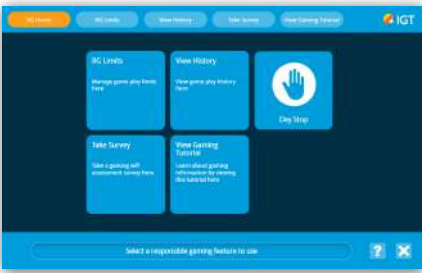 RG Home
RG Limits
View History
Take Survey
View Gaming Tutorial
IGT
RG Limits
Manage game play limits
here
View History
View game play history
here
Day Stop
Take Survey
Take a gaming self
assessment survey here
View Gaming
Tutorial
Learn about gaming
information by viewing
this tutorial here
Select a responsible gaming feature to use
?